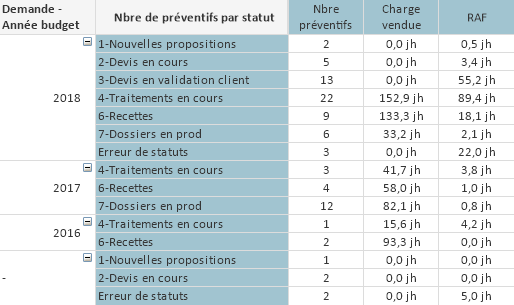 Demande - Année budget Nbre de préventifs par statut Nbre préventifs Charge vendue RAF
2018 1-Nouvelles propositions 2 0,0 jh 0,5 jh
2-Devis en cours 5 0,0 jh 3,4 jh
3-Devis en validation client 13 0,0 jh 55,2 jh
4-Traitements en cours 22 152,9 jh 89,4 jh
6-Recettes 9 133,3 jh 18,1 jh
7-Dossiers en prod 6 33,2 jh 2,1 jh
Erreur de statuts 3 0,0 jh 22,0 jh
2017 4-Traitements en cours 3 41,7 jh 3,8 jh
6-Recettes 4 58,0 jh 1,0 jh
7-Dossiers en prod 12 82,1 jh 0,8 jh
2016 4-Traitements en cours 1 15,6 jh 4,2 jh
6-Recettes 2 93,3 jh 0,0 jh
- 1-Nouvelles propositions 1 0,0 jh 0,0 jh
2-Devis en cours 2 0,0 jh 0,0 jh
Erreur de statuts 2 0,0 jh 5,0 jh